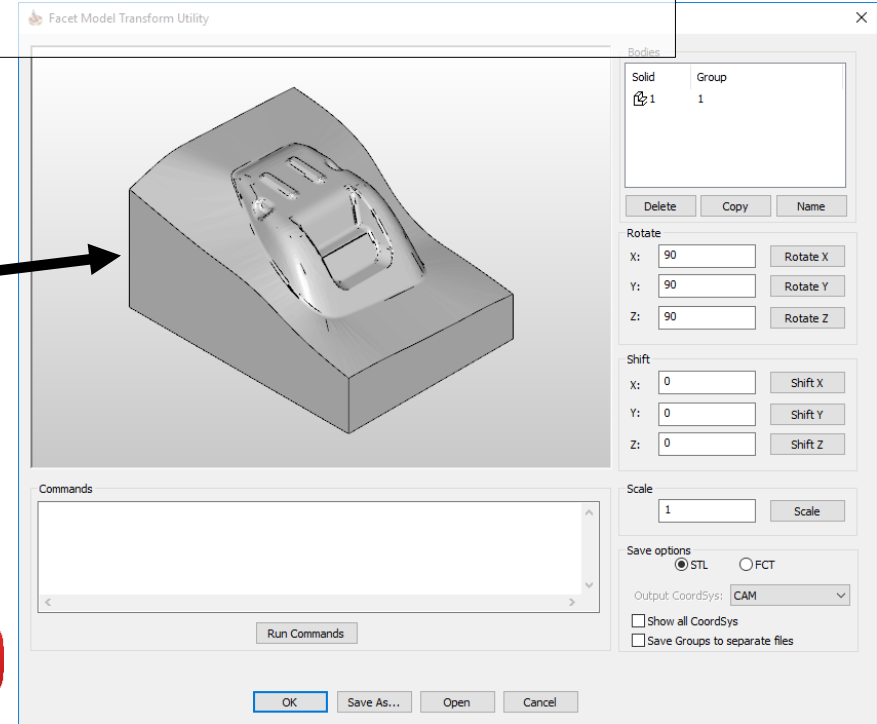 Facet Model Transform Utility
Bodies
Solid Group
1 1
Delete Copy Name
Rotate
X: 90 Rotate X
Y: 90 Rotate Y
Z: 90 Rotate Z
Shift
X: 0 Shift X
Y: 0 Shift Y
Z: 0 Shift Z
Commands
Run Commands
Scale
1 Scale
Save options
STL FCT
Output CoordSys: CAM
Show all CoordSys
Save Groups to separate files
OK Save As... Open Cancel